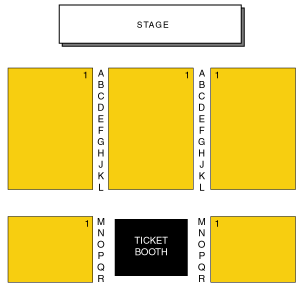 STAGE
1 A 1 A 1
B B
C C
D D
E E
F F
G G
H H
J J
K K
L L
1 M M 1
N N
O O
P TICKET P
Q BOOTH Q
R R